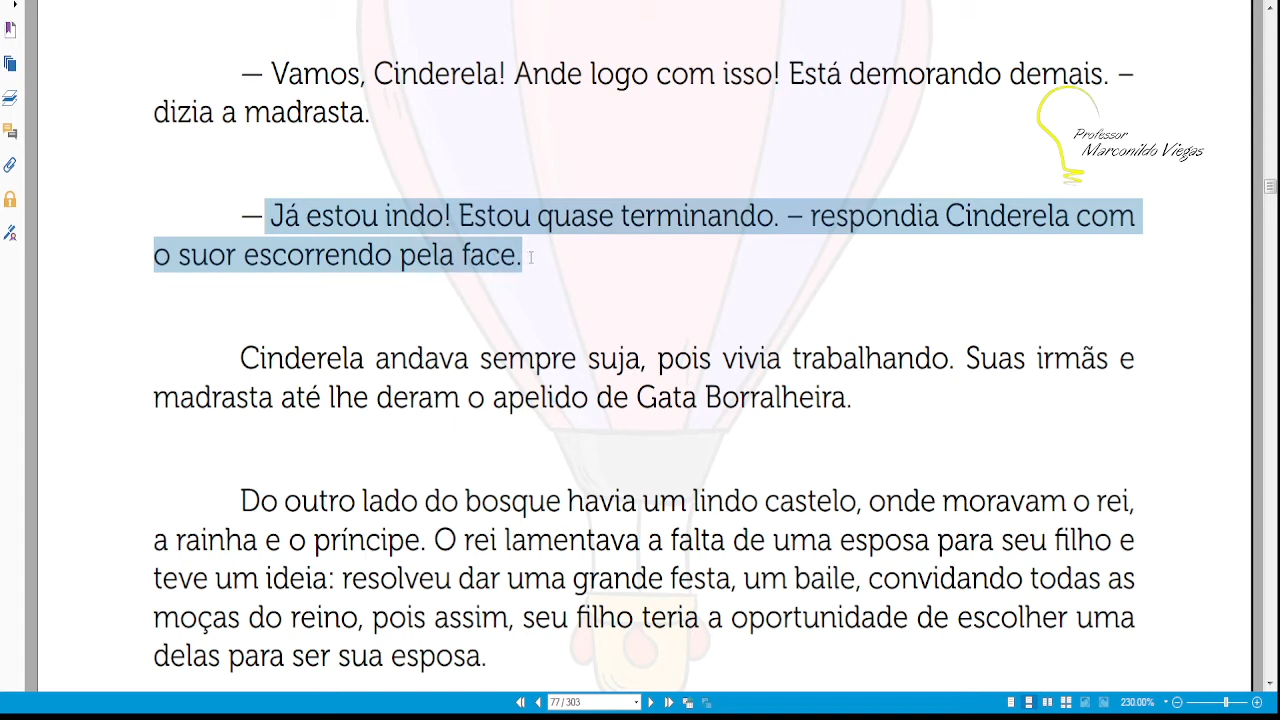 — Vamos, Cinderela! Ande logo com isso! Está demorando demais. –
dizia a madrasta.
Professor
Marconildo Viegas
— Já estou indo! Estou quase terminando. – respondia Cinderela com
o suor escorrendo pela face.
Cinderela andava sempre suja, pois vivia trabalhando. Suas irmãs e
madrasta até lhe deram o apelido de Gata Borralheira.
Do outro lado do bosque havia um lindo castelo, onde moravam o rei,
a rainha e o príncipe. O rei lamentava a falta de uma esposa para seu filho e
teve um ideia: resolveu dar uma grande festa, um baile, convidando todas as
moças do reino, pois assim, seu filho teria a oportunidade de escolher uma
delas para ser sua esposa.
77 / 303
230.00%